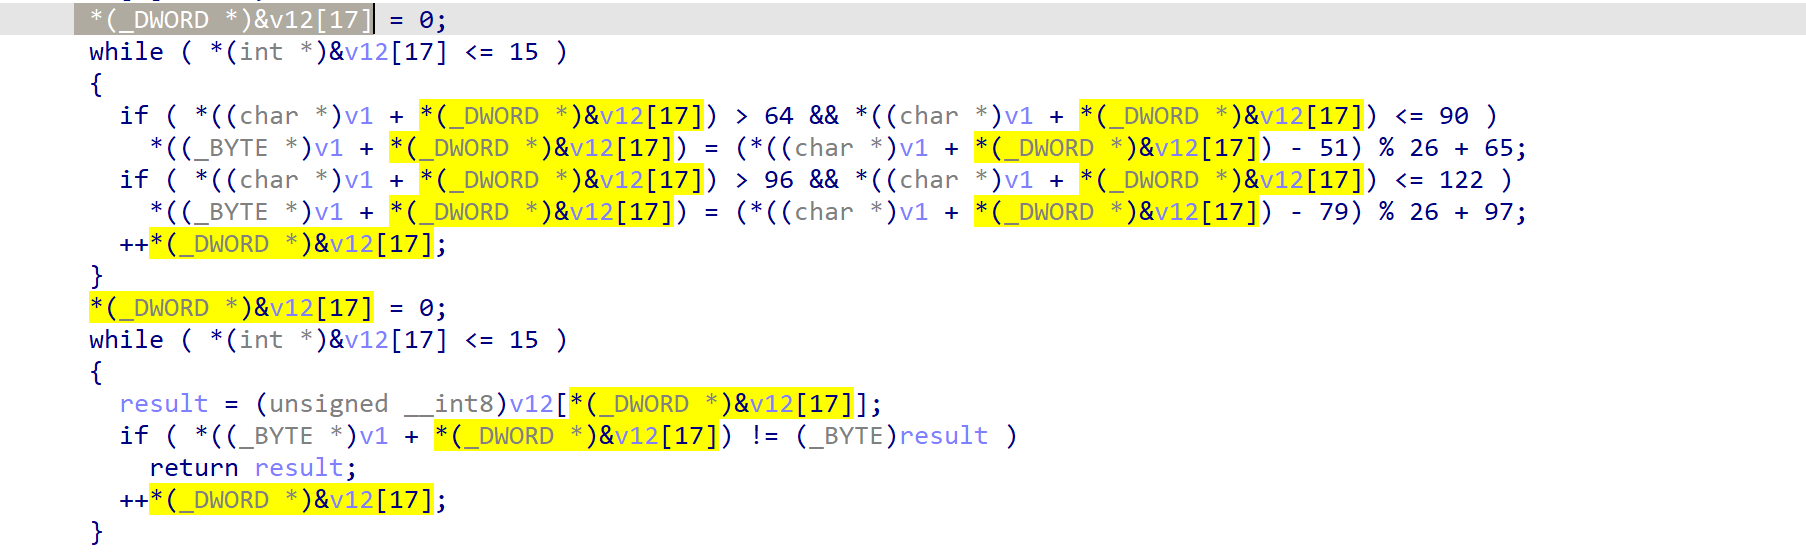 *(_DWORD *)&v12[17] = 0;
while ( *(int *)&v12[17] <= 15 )
{
if ( *((char *)v1 + *(_DWORD *)&v12[17]) > 64 && *((char *)v1 + *(_DWORD *)&v12[17]) <= 90 )
*((_BYTE *)v1 + *(_DWORD *)&v12[17]) = (*((char *)v1 + *(_DWORD *)&v12[17]) - 51) % 26 + 65;
if ( *((char *)v1 + *(_DWORD *)&v12[17]) > 96 && *((char *)v1 + *(_DWORD *)&v12[17]) <= 122 )
*((_BYTE *)v1 + *(_DWORD *)&v12[17]) = (*((char *)v1 + *(_DWORD *)&v12[17]) - 79) % 26 + 97;
++*(_DWORD *)&v12[17];
}
*(_DWORD *)&v12[17] = 0;
while ( *(int *)&v12[17] <= 15 )
{
result = (unsigned __int8)v12[*(_DWORD *)&v12[17]];
if ( *((_BYTE *)v1 + *(_DWORD *)&v12[17]) != (_BYTE)result )
return result;
++*(_DWORD *)&v12[17];
}